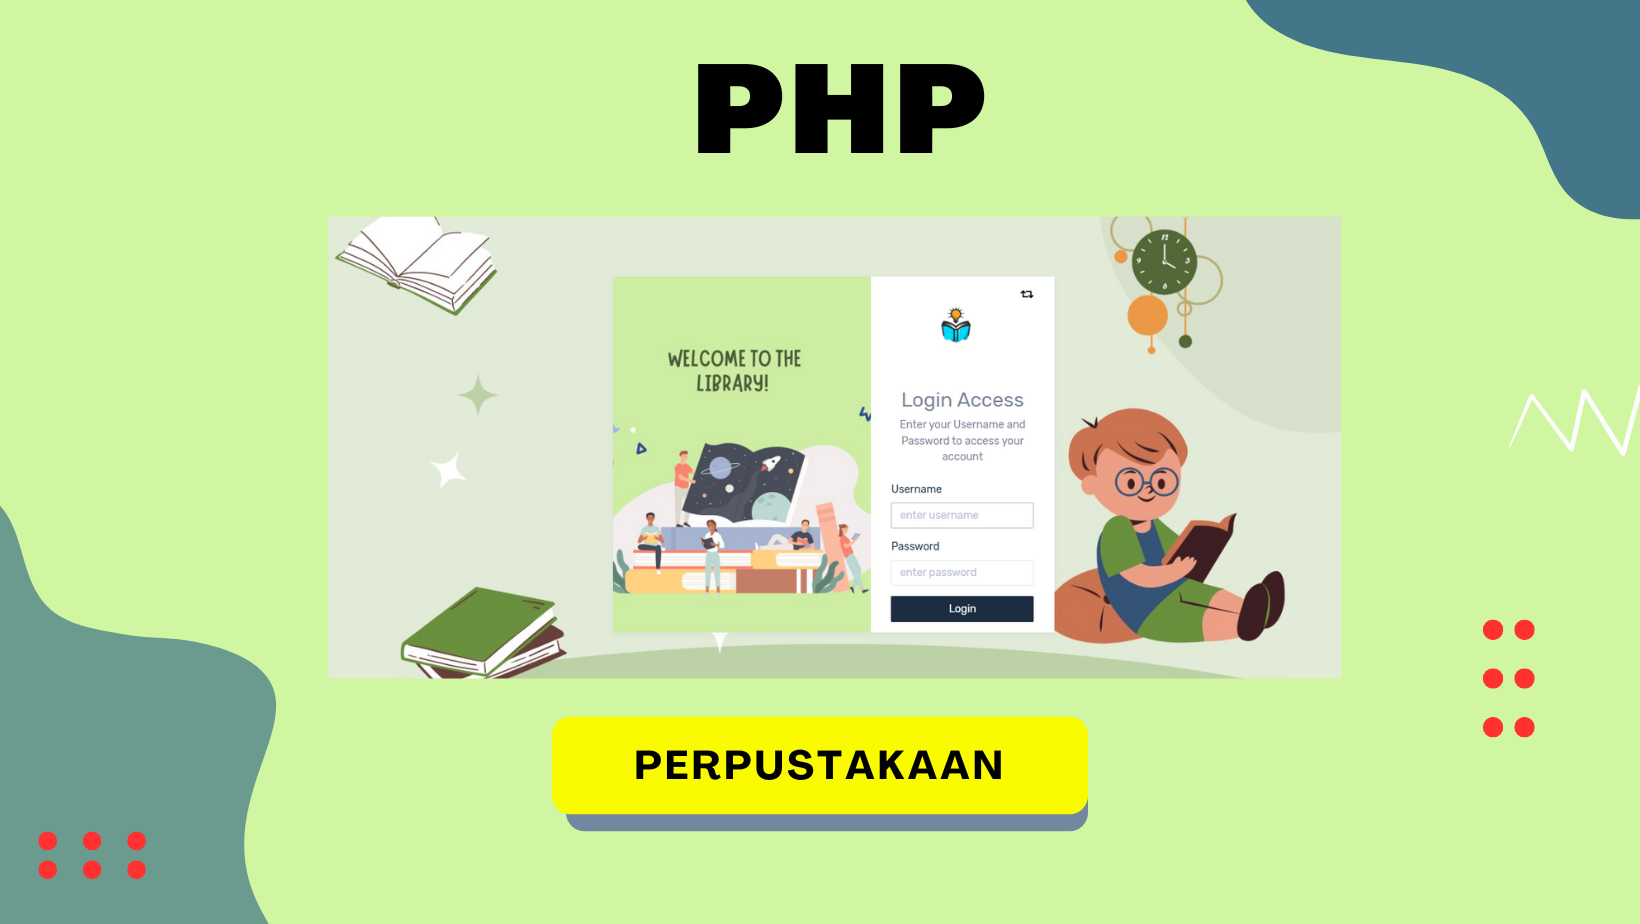 PHP
WELCOME TO THE
LIBRARY!
Login Access
Enter your Username and
Password to access your
account
Username
enter username
Password
enter password
Login
PERPUSTAKAAN